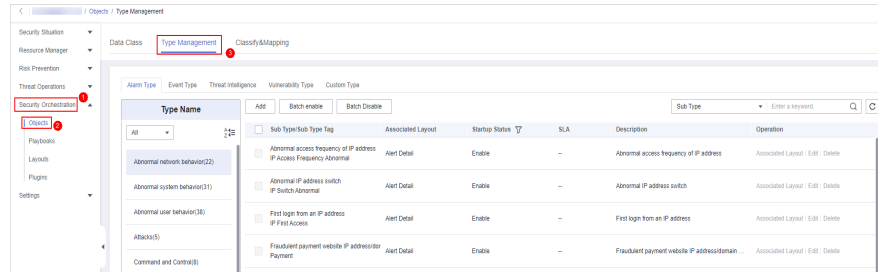 / Objects / Type Management
Security Situation
Resource Manager
Risk Prevention
Threat Operations
Security Orchestration
1
Objects
2
Playbooks
Layouts
Plugins
Settings
Data Class Type Management Classify&Mapping
3
Alarm Type Event Type Threat Intelligence Vulnerability Type Custom Type
Type Name
All
Abnormal network behavior(22)
Abnormal system behavior(31)
Abnormal user behavior(38)
Attacks(5)
Command and Control(8)
Add Batch enable Batch Disable Sub Type Enter a keyword.
Sub Type/Sub Type Tag Associated Layout Startup Status SLA Description Operation
Abnormal access frequency of IP address
IP Access Frequency Abnormal
Alert Detail Enable -- Abnormal access frequency of IP address Associated Layout Edit Delete
Abnormal IP address switch
IP Switch Abnormal
Alert Detail Enable -- Abnormal IP address switch Associated Layout Edit Delete
First login from an IP address
IP First Access
Alert Detail Enable -- First login from an IP address Associated Layout Edit Delete
Fraudulent payment website IP address/dor
Payment
Alert Detail Enable -- Fraudulent payment website IP address/domain ... Associated Layout Edit Delete